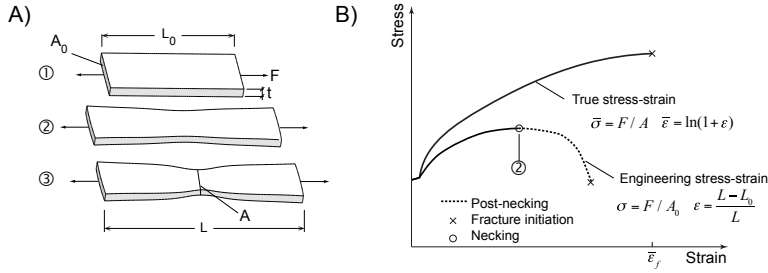 A)
L₀
A₀
① F
t
②
③
A
L
B)
Stress
True stress-strain
σ̅ = F / A ε̅ = ln(1+ε)
②
Engineering stress-strain
σ = F / A₀ ε = (L − L₀) / L
Post-necking
Fracture initiation
Necking
ε̅_f
Strain